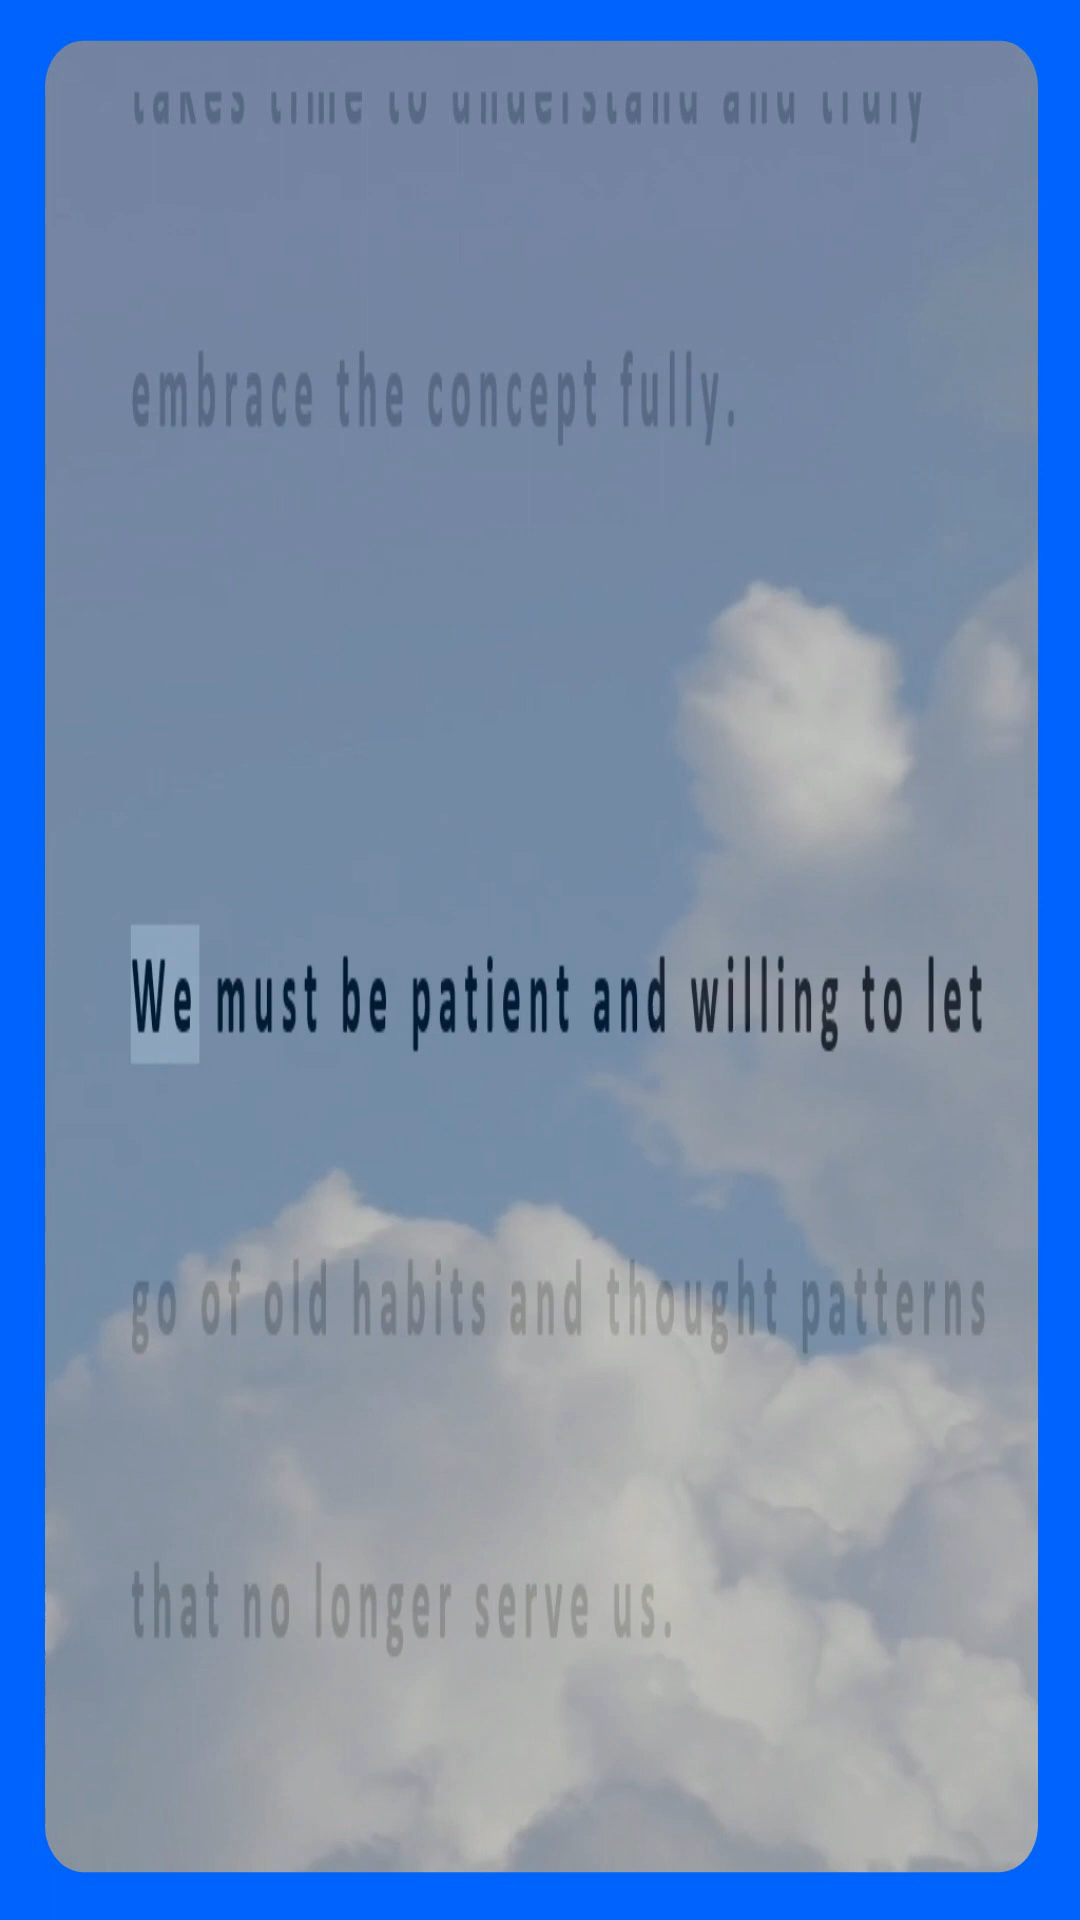 takes time to understand and truly
embrace the concept fully.
We must be patient and willing to let
go of old habits and thought patterns
that no longer serve us.